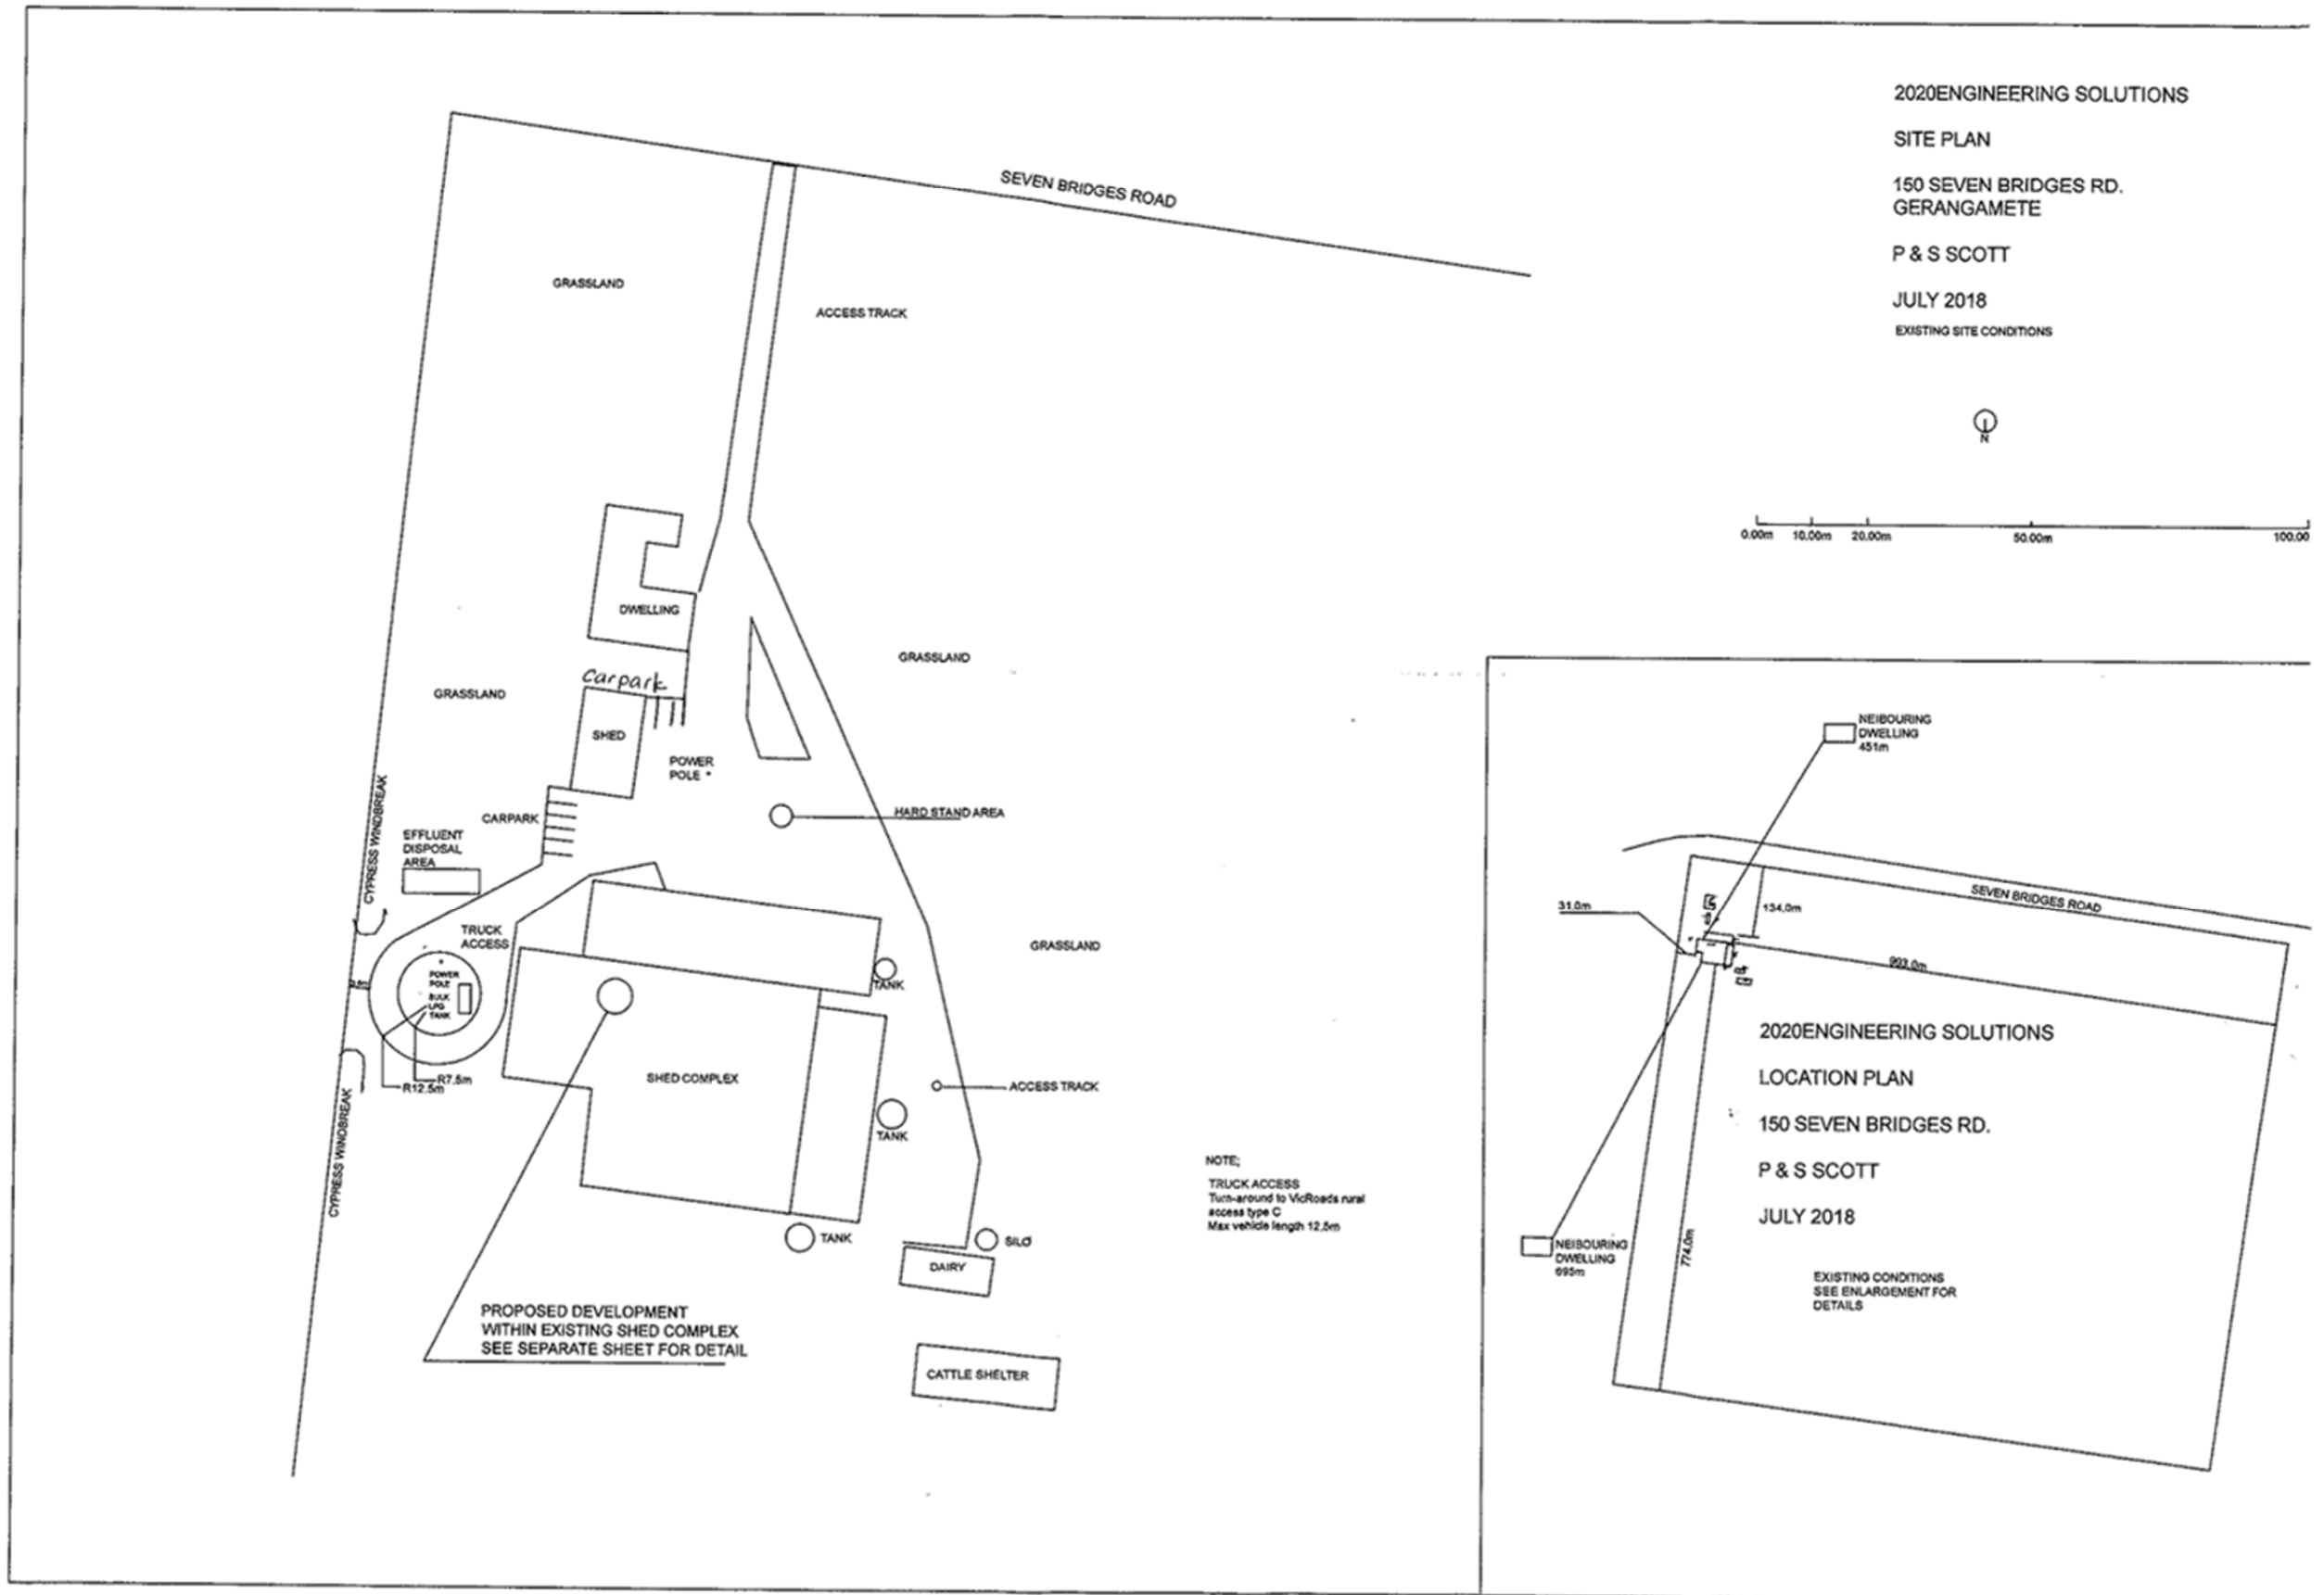 2020ENGINEERING SOLUTIONS
SITE PLAN
150 SEVEN BRIDGES RD.
GERANGAMETE
P & S SCOTT
JULY 2018
EXISTING SITE CONDITIONS
N
0.00m 10.00m 20.00m 50.00m 100.00
SEVEN BRIDGES ROAD
GRASSLAND
ACCESS TRACK
DWELLING
GRASSLAND
Carpark
GRASSLAND
SHED
POWER
POLE *
HARD STAND AREA
CARPARK
CYPRESS WINDBREAK
EFFLUENT
DISPOSAL
AREA
TRUCK
ACCESS
GRASSLAND
POWER
POLE
BULK
LPG
TANK
TANK
R7.5m
R12.5m
SHED COMPLEX
ACCESS TRACK
TANK
CYPRESS WINDBREAK
NOTE;
TRUCK ACCESS
Turn-around to VicRoads rural
access type C
Max vehicle length 12.5m
TANK
SILO
DAIRY
PROPOSED DEVELOPMENT
WITHIN EXISTING SHED COMPLEX
SEE SEPARATE SHEET FOR DETAIL
CATTLE SHELTER
NEIBOURING
DWELLING
451m
SEVEN BRIDGES ROAD
31.0m
134.0m
993.0m
2020ENGINEERING SOLUTIONS
LOCATION PLAN
150 SEVEN BRIDGES RD.
P & S SCOTT
JULY 2018
774.0m
NEIBOURING
DWELLING
695m
EXISTING CONDITIONS
SEE ENLARGEMENT FOR
DETAILS